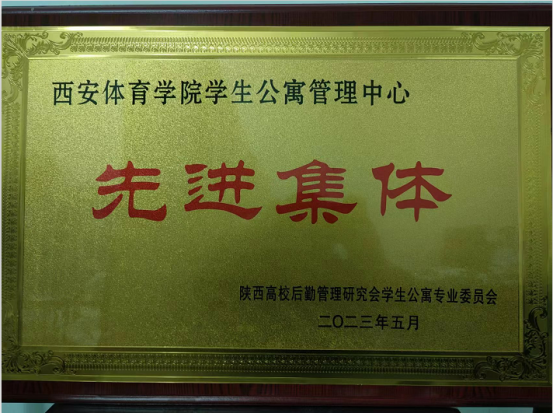 西安体育学院学生公寓管理中心
先进集体
陕西高校后勤管理研究会学生公寓专业委员会
二〇二三年五月